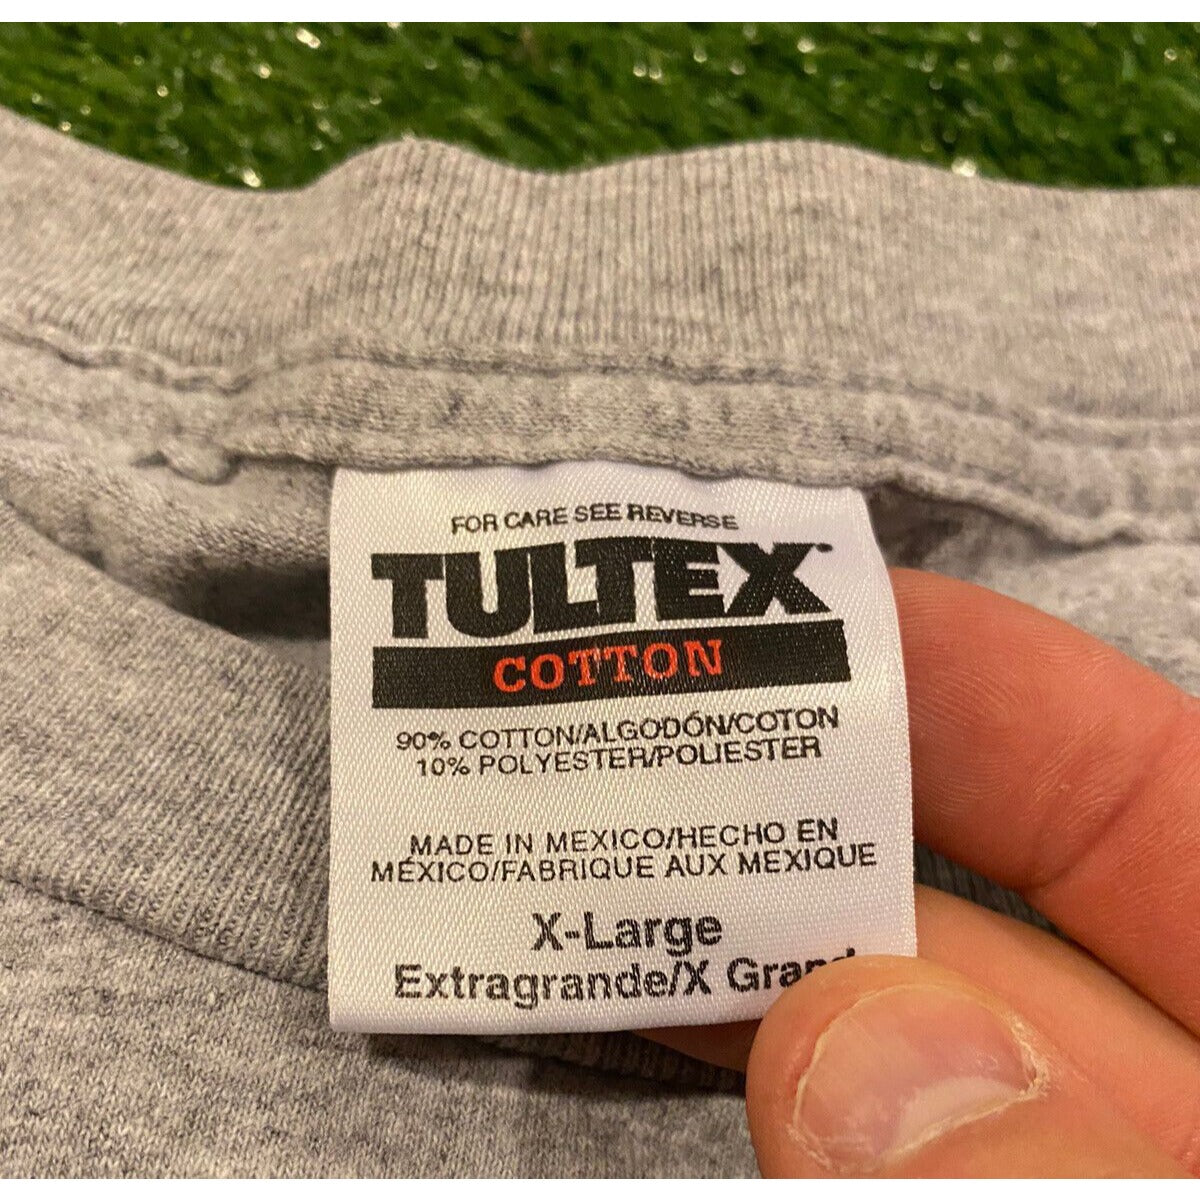 FOR CARE SEE REVERSE
TULTEX
COTTON
90% COTTON/ALGODÓN/COTON
10% POLYESTER/POLIESTER
MADE IN MEXICO/HECHO EN
MÉXICO/FABRIQUE AUX MEXIQUE
X-Large
Extragrande/X